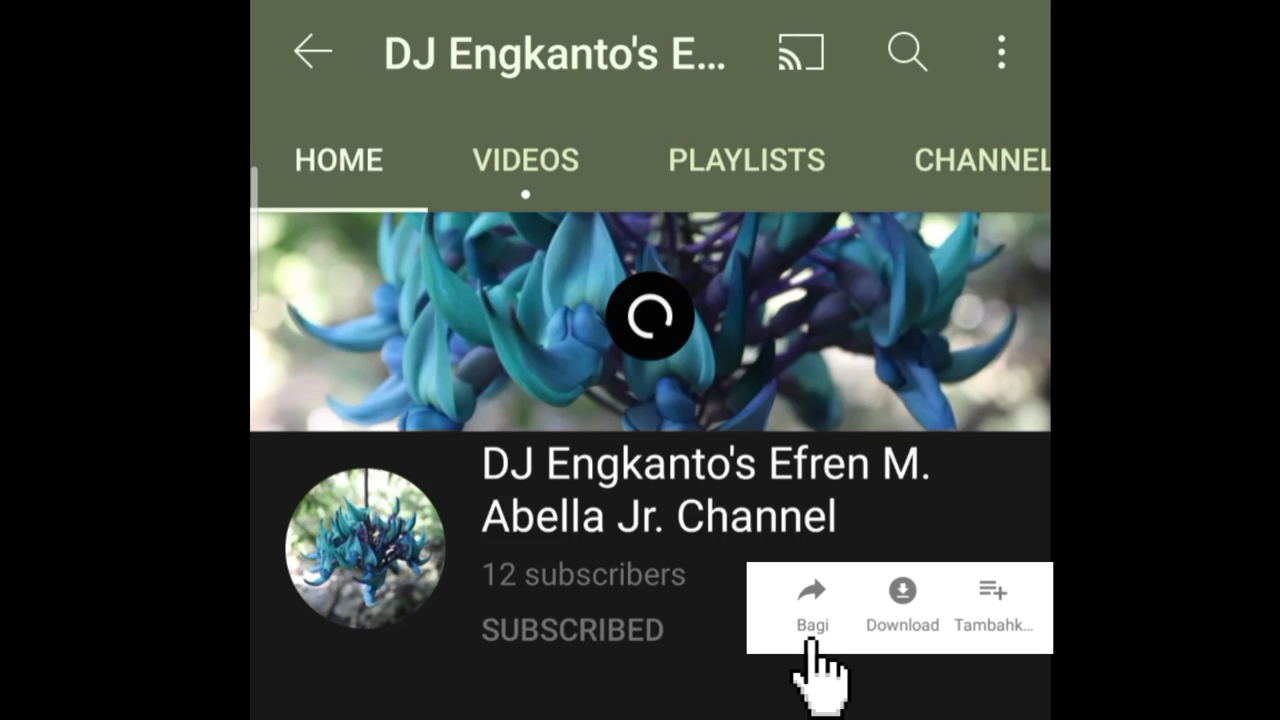 DJ Engkanto's E...
HOME VIDEOS PLAYLISTS CHANNEL
DJ Engkanto's Efren M.
Abella Jr. Channel
12 subscribers
SUBSCRIBED
Bagi Download Tambahk...